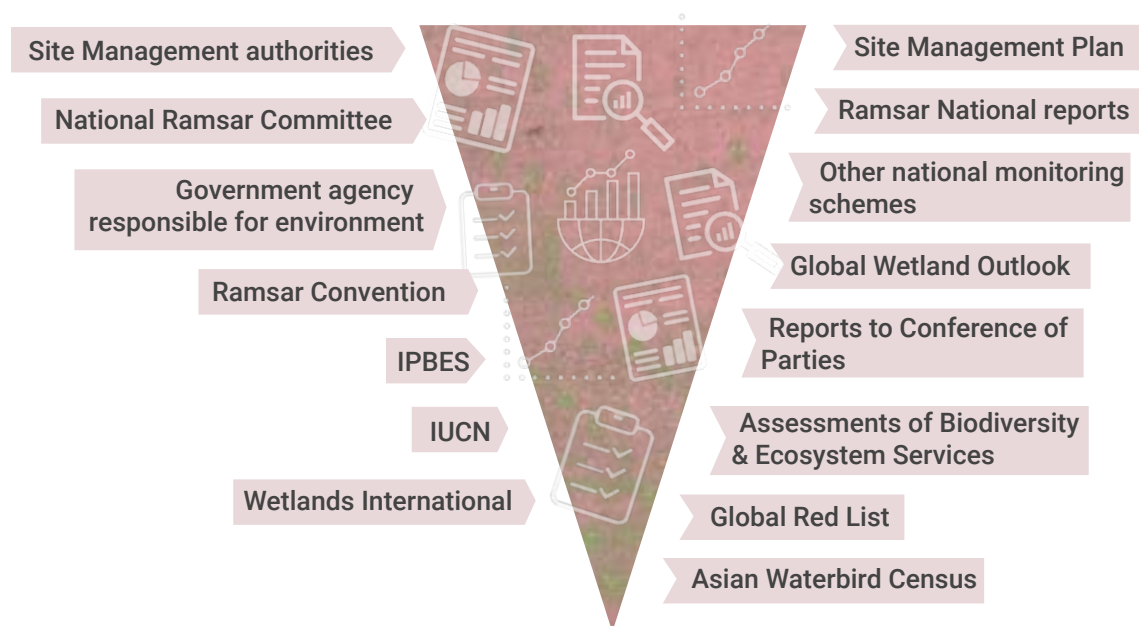 Site Management authorities
National Ramsar Committee
Government agency
responsible for environment
Ramsar Convention
IPBES
IUCN
Wetlands International
Site Management Plan
Ramsar National reports
Other national monitoring
schemes
Global Wetland Outlook
Reports to Conference of
Parties
Assessments of Biodiversity
& Ecosystem Services
Global Red List
Asian Waterbird Census